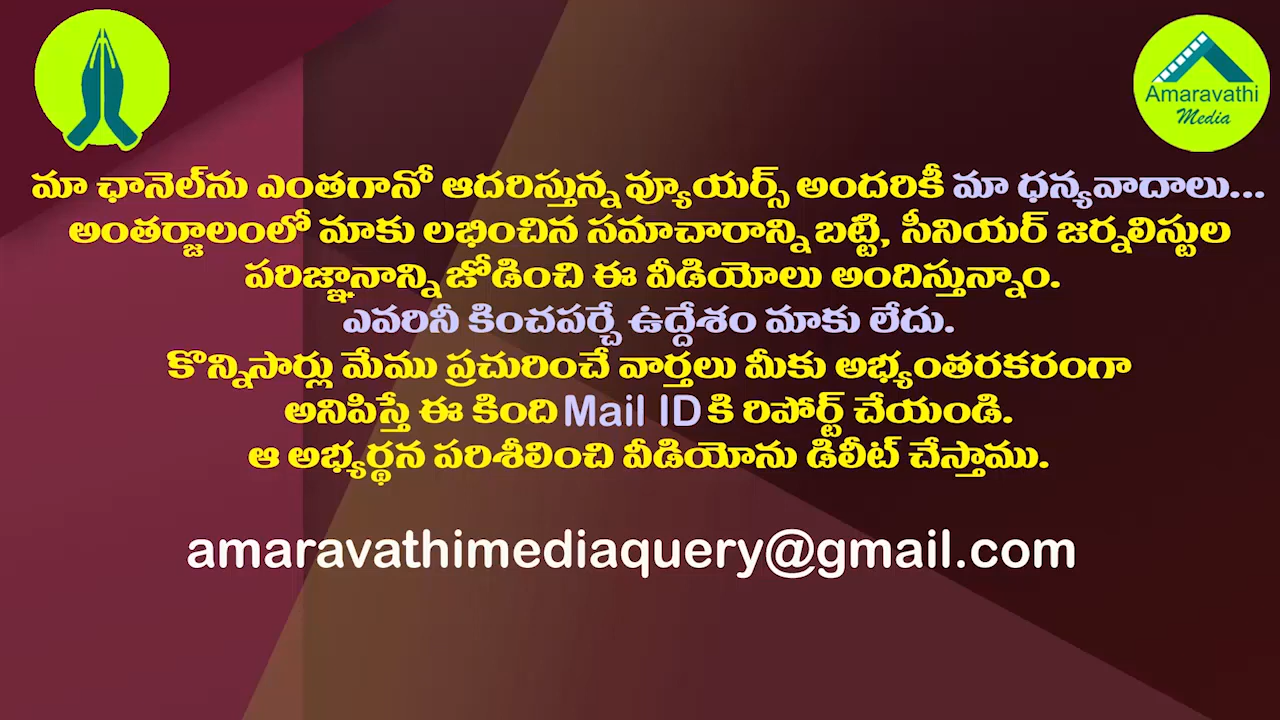 Amaravathi
Media
మా ఛానెల్‌ను ఎంతగానో ఆదరిస్తున్న వ్యూయర్స్ అందరికీ మా ధన్యవాదాలు...
అంతర్జాలంలో మాకు లభించిన సమాచారాన్ని బట్టి, సీనియర్ జర్నలిస్టుల
పరిజ్ఞానాన్ని జోడించి ఈ వీడియోలు అందిస్తున్నాం.
ఎవరినీ కించపర్చే ఉద్దేశం మాకు లేదు.
కొన్నిసార్లు మేము ప్రచురించే వార్తలు మీకు అభ్యంతరకరంగా
అనిపిస్తే ఈ కింది Mail ID కి రిపోర్ట్ చేయండి.
ఆ అభ్యర్థన పరిశీలించి వీడియోను డిలీట్ చేస్తాము.
amaravathimediaquery@gmail.com